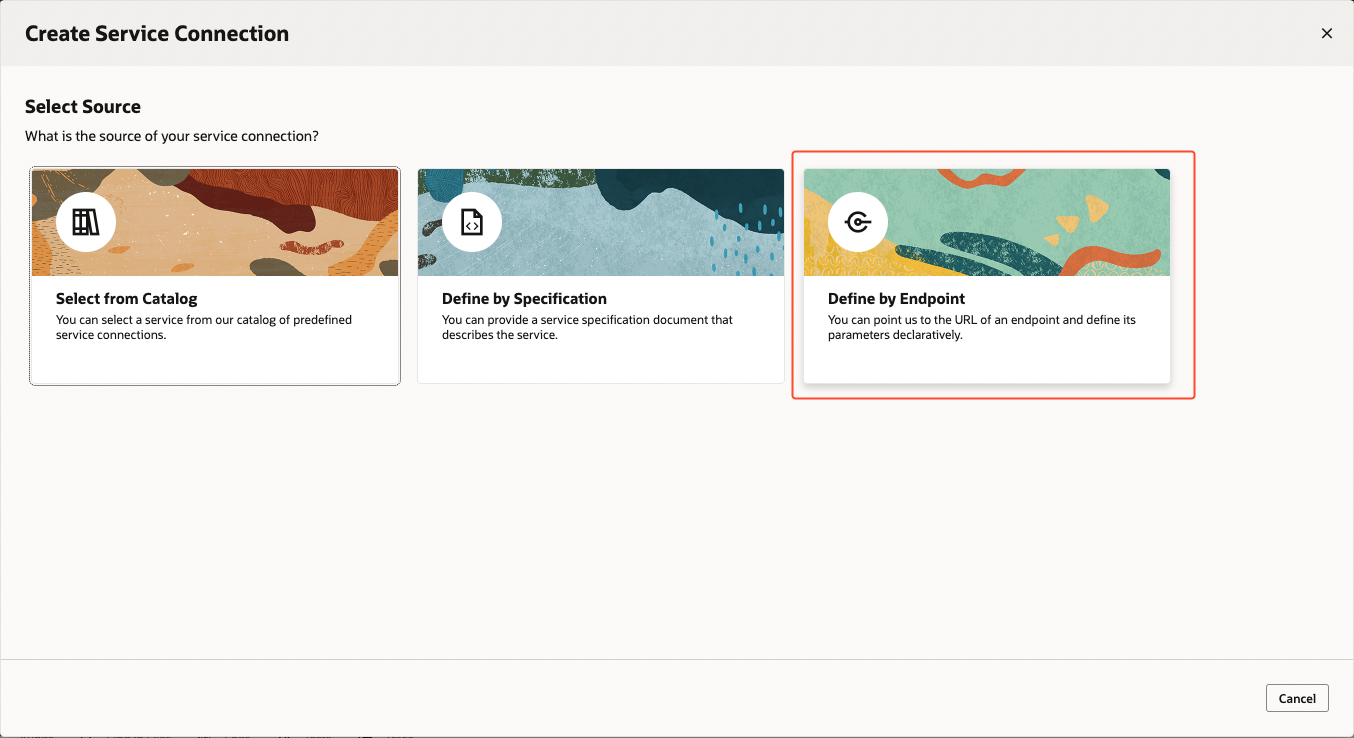 Create Service Connection
Select Source
What is the source of your service connection?
Select from Catalog
You can select a service from our catalog of predefined
service connections.
Define by Specification
You can provide a service specification document that
describes the service.
Define by Endpoint
You can point us to the URL of an endpoint and define its
parameters declaratively.
Cancel